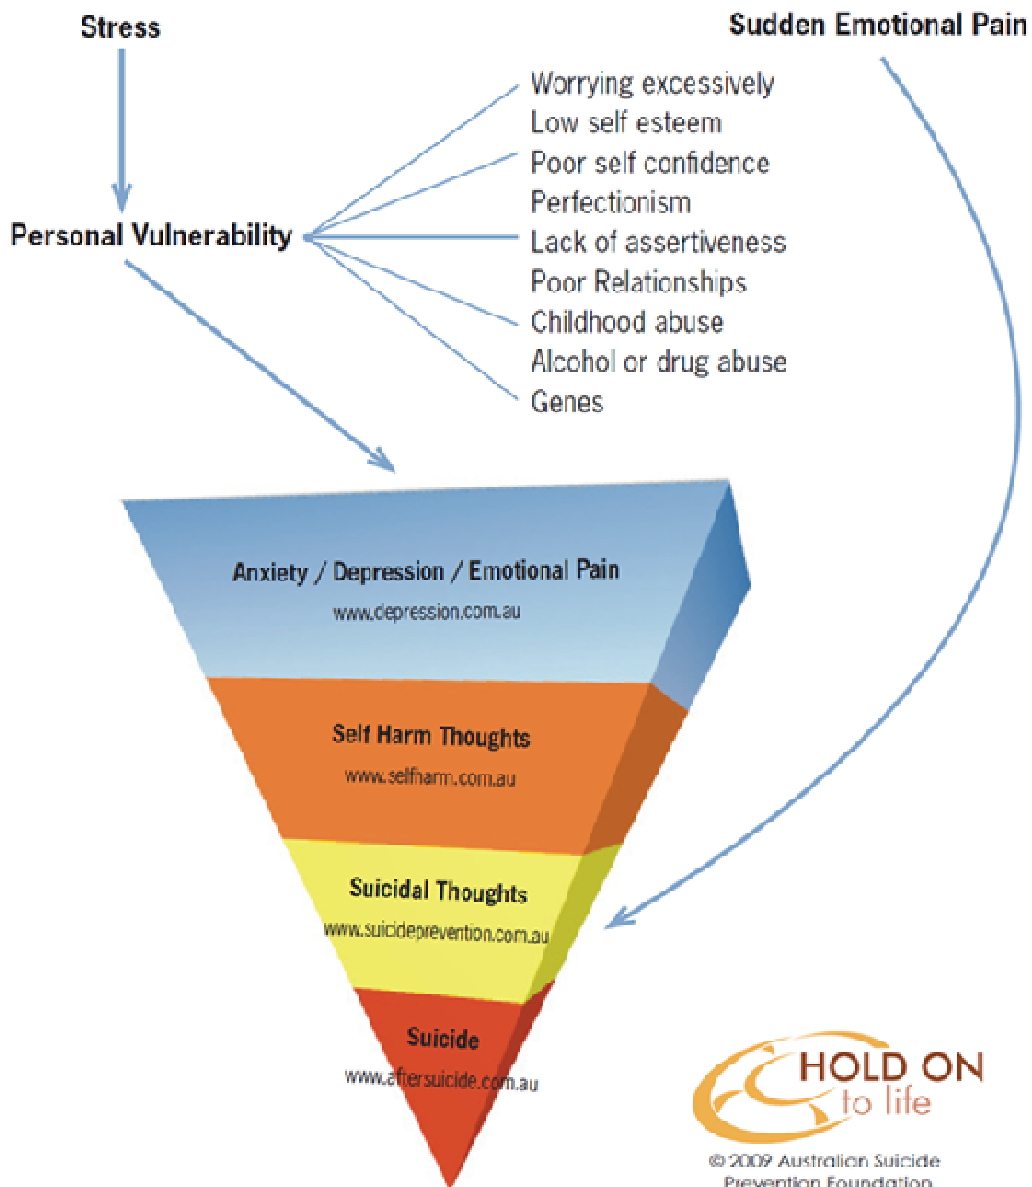 Stress
Sudden Emotional Pain
Worrying excessively
Low self esteem
Poor self confidence
Perfectionism
Personal Vulnerability
Lack of assertiveness
Poor Relationships
Childhood abuse
Alcohol or drug abuse
Genes
Anxiety / Depression / Emotional Pain
www.depression.com.au
Self Harm Thoughts
www.selfharm.com.au
Suicidal Thoughts
www.suicideprevention.com.au
Suicide
www.aftersuicide.com.au
HOLD ON
to life
© 2009 Australian Suicide
Prevention Foundation